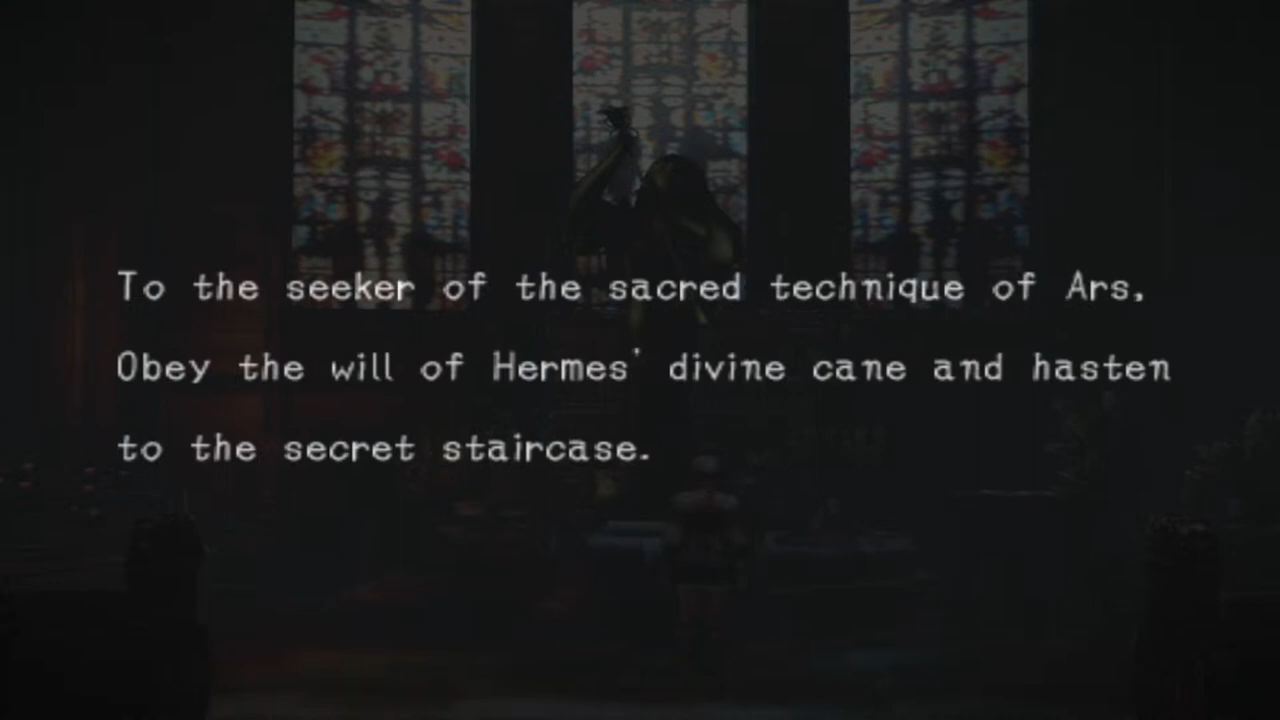 To the seeker of the sacred technique of Ars,
Obey the will of Hermes' divine cane and hasten
to the secret staircase.